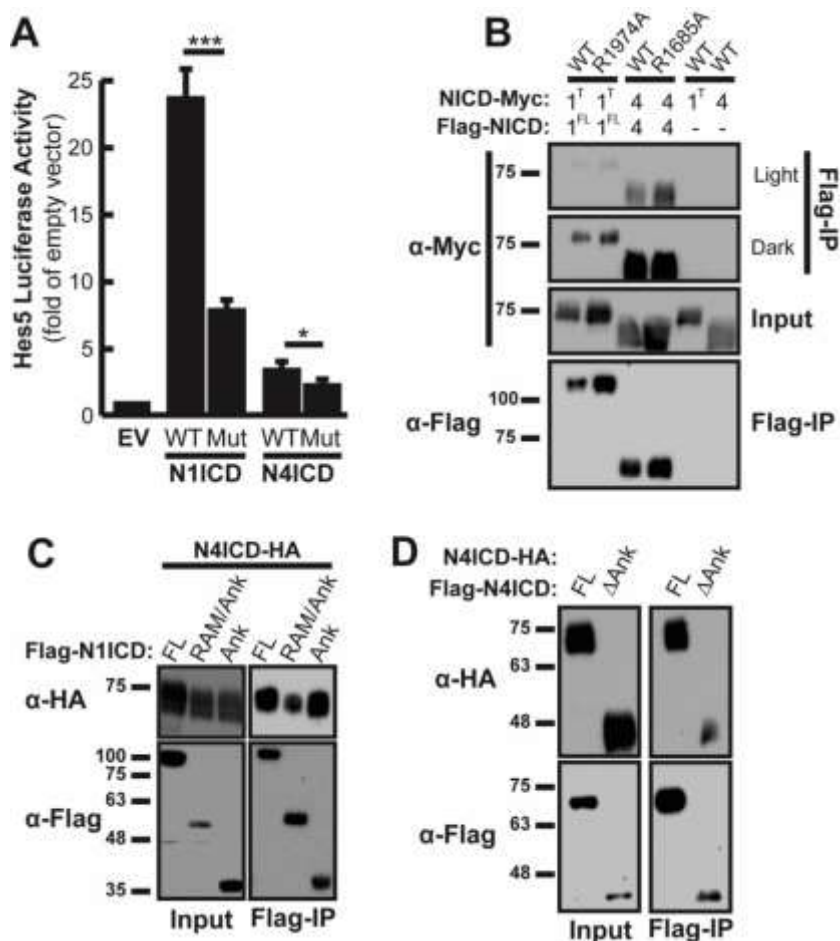 A
Hes5 Luciferase Activity
(fold of empty vector)
25
20
15
10
5
0
***
*
EV
WT Mut
WT Mut
N1ICD
N4ICD
B
WT
R1974A
WT
R1685A
WT
WT
NICD-Myc: 1T 1T 4 4 1T 4
Flag-NICD: 1FL 1FL 4 4 - -
α-Myc
75
Light
75
Dark
Flag-IP
75
Input
α-Flag
100
75
Flag-IP
C
N4ICD-HA
Flag-N1ICD: FL RAM/Ank Ank FL RAM/Ank Ank
α-HA
75
α-Flag
100
75
63
48
35
Input
Flag-IP
D
N4ICD-HA:
Flag-N4ICD:
FL ΔAnk FL ΔAnk
α-HA
75
63
48
α-Flag
75
63
48
Input
Flag-IP